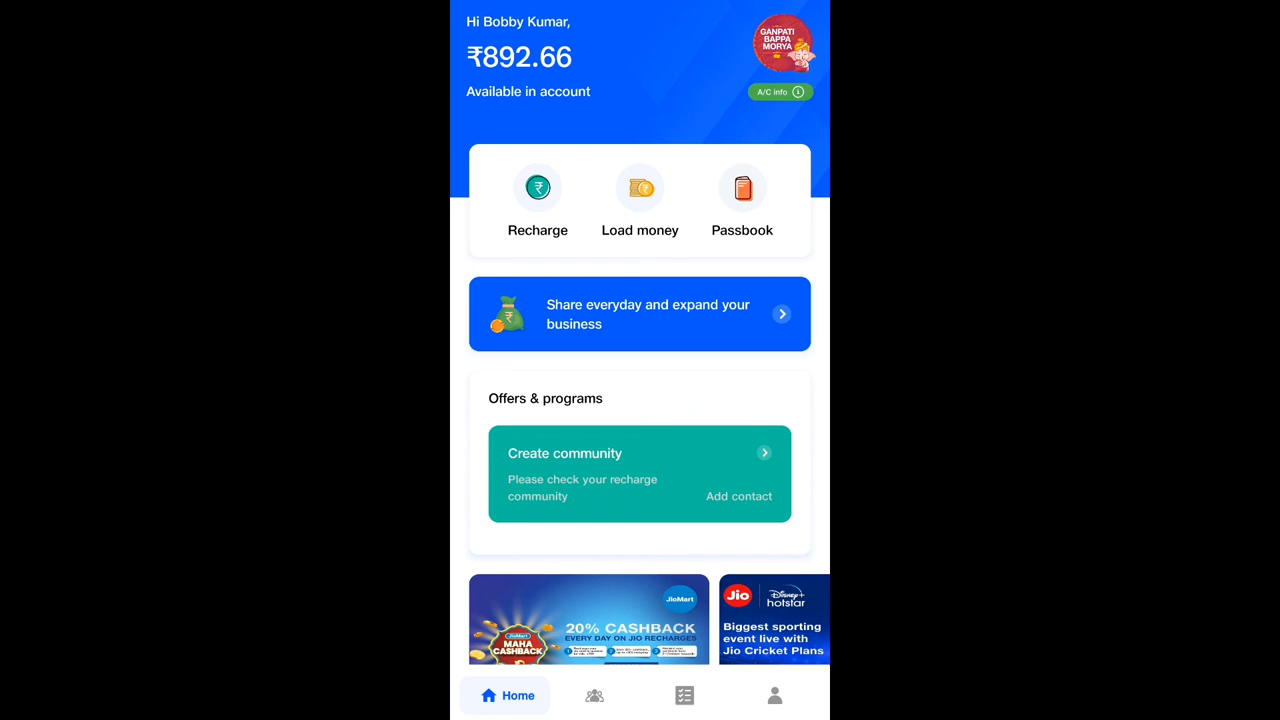 Hi Bobby Kumar,
₹892.66
Available in account
GANPATI
BAPPA
MORYA
A/C info
Recharge
Load money
Passbook
Share everyday and expand your
business
Offers & programs
Create community
Please check your recharge
community
Add contact
JioMart
20% CASHBACK
EVERY DAY ON JIO RECHARGES
JioMart
MAHA
CASHBACK
Jio
Disney+
hotstar
Biggest sporting
event live with
Jio Cricket Plans
Home